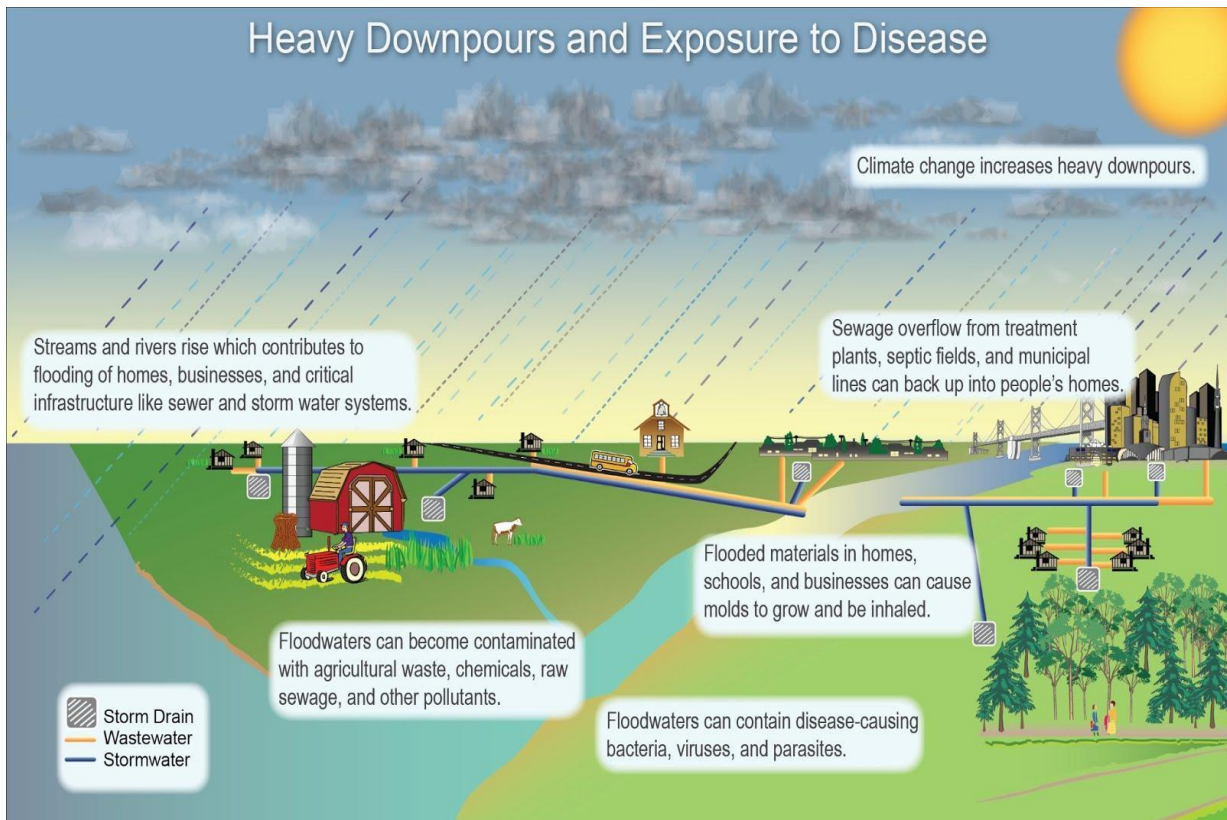 Heavy Downpours and Exposure to Disease
Climate change increases heavy downpours.
Streams and rivers rise which contributes to
flooding of homes, businesses, and critical
infrastructure like sewer and storm water systems.
Sewage overflow from treatment
plants, septic fields, and municipal
lines can back up into people's homes.
Flooded materials in homes,
schools, and businesses can cause
molds to grow and be inhaled.
Floodwaters can become contaminated
with agricultural waste, chemicals, raw
sewage, and other pollutants.
Floodwaters can contain disease-causing
bacteria, viruses, and parasites.
Storm Drain
Wastewater
Stormwater